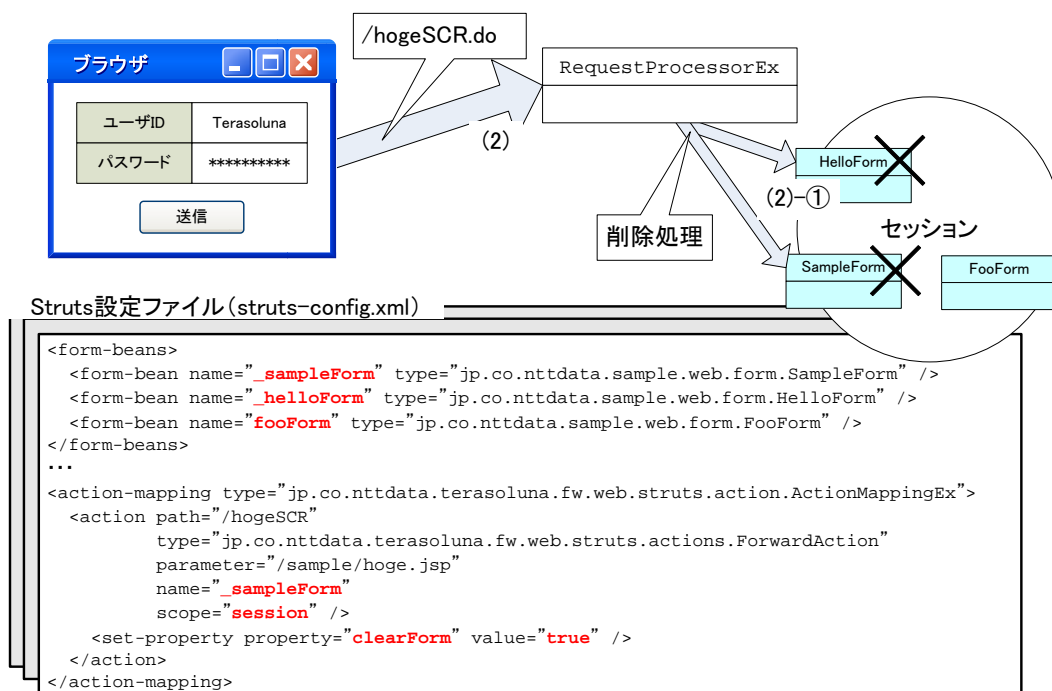 /hogeSCR.do
ブラウザ
RequestProcessorEx
ユーザID
Terasoluna
パスワード
**********
(2)
HelloForm
(2)-①
送信
削除処理
セッション
SampleForm
FooForm
Struts設定ファイル(struts-config.xml)
<form-beans>
<form-bean name="_sampleForm" type="jp.co.nttdata.sample.web.form.SampleForm" />
<form-bean name="_helloForm" type="jp.co.nttdata.sample.web.form.HelloForm" />
<form-bean name="fooForm" type="jp.co.nttdata.sample.web.form.FooForm" />
</form-beans>
・・・
<action-mapping type="jp.co.nttdata.terasoluna.fw.web.struts.action.ActionMappingEx">
<action path="/hogeSCR"
type="jp.co.nttdata.terasoluna.fw.web.struts.actions.ForwardAction"
parameter="/sample/hoge.jsp"
name="_sampleForm"
scope="session" />
<set-property property="clearForm" value="true" />
</action>
</action-mapping>